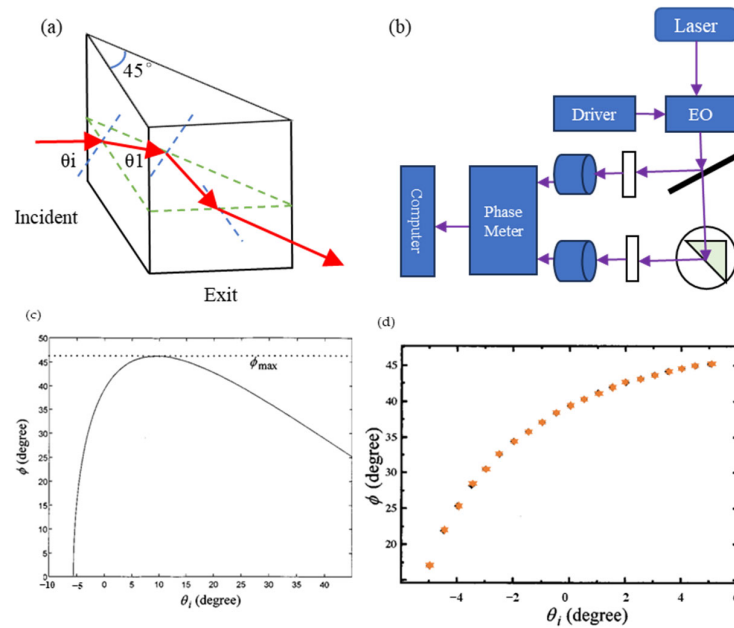 (a)
45°
θi
θ1
Incident
Exit
(b)
Laser
Driver
EO
Computer
Phase
Meter
(c)
50
45
40
35
30
25
20
15
10
5
0
ϕ (degree)
ϕmax
-10
-5
0
5
10
15
20
25
30
35
40
θi (degree)
(d)
45
40
35
30
25
20
ϕ (degree)
-4
-2
0
2
4
6
θi (degree)